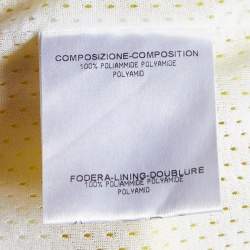 COMPOSIZIONE-COMPOSITION
100% POLIAMMIDE POLYAMIDE
POLYAMID
FODERA-LINING-DOUBLURE
100% POLIAMMIDE POLYAMIDE
POLYAMID